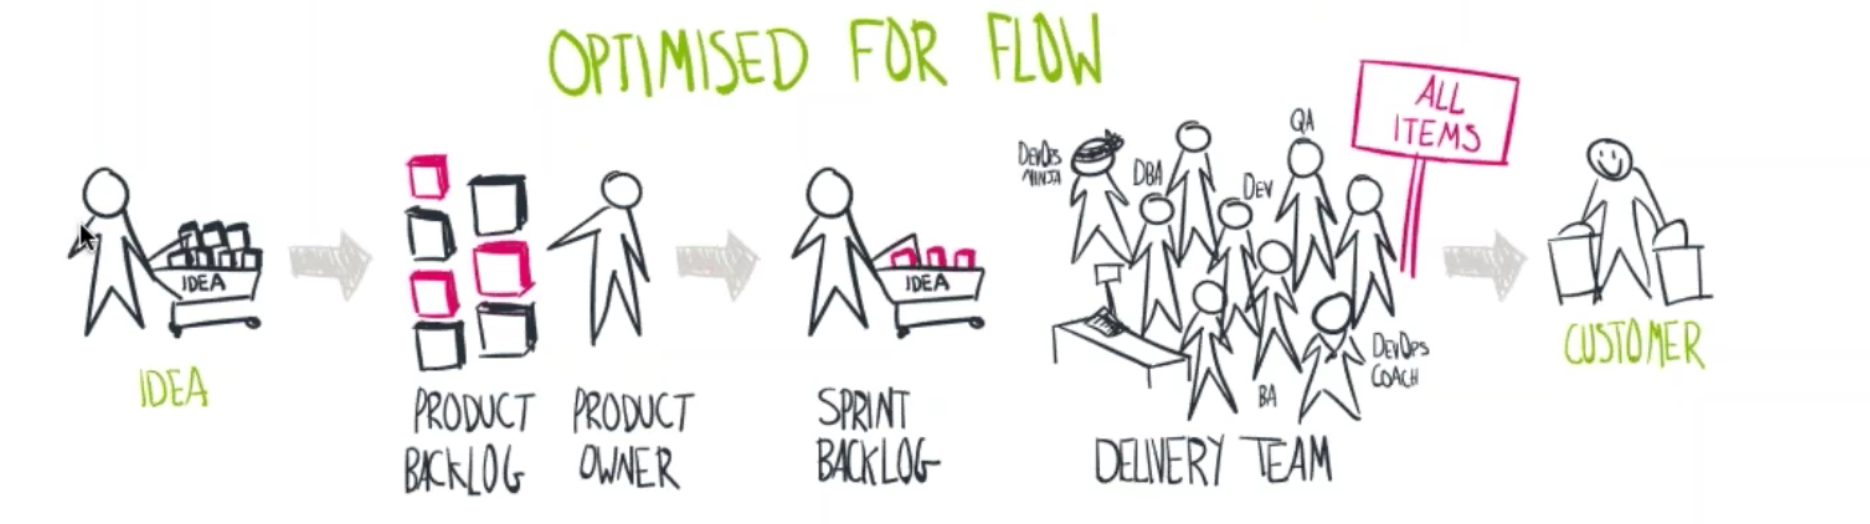 OPTIMISED FOR FLOW
IDEA
IDEA
PRODUCT
BACKLOG
PRODUCT
OWNER
IDEA
SPRINT
BACKLOG
DEVOPS
NINJA
DBA
DEV
QA
ALL
ITEMS
BA
DEVOPS
COACH
DELIVERY TEAM
CUSTOMER